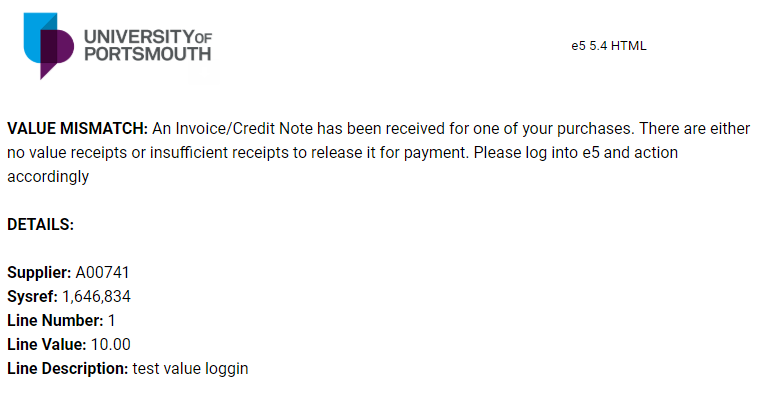 UNIVERSITY OF
PORTSMOUTH
e5 5.4 HTML
VALUE MISMATCH: An Invoice/Credit Note has been received for one of your purchases. There are either
no value receipts or insufficient receipts to release it for payment. Please log into e5 and action
accordingly
DETAILS:
Supplier: A00741
Sysref: 1,646,834
Line Number: 1
Line Value: 10.00
Line Description: test value loggin